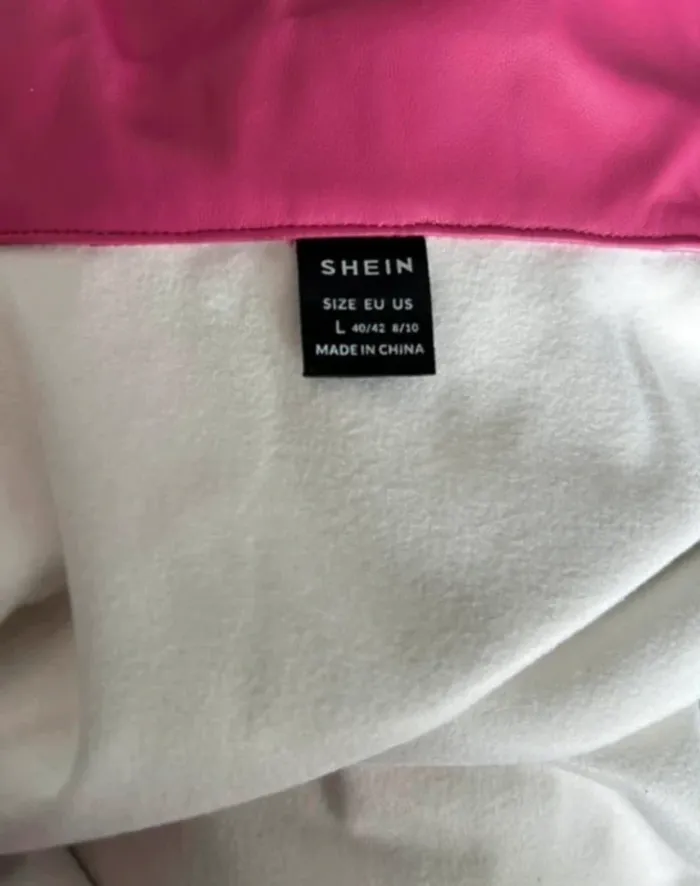 SHEIN
SIZE EU US
L 40/42 8/10
MADE IN CHINA